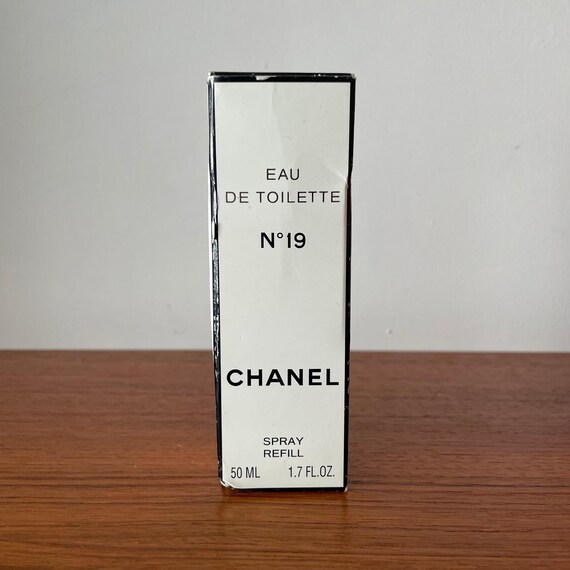 EAU
DE TOILETTE
N°19
CHANEL
SPRAY
REFILL
50 ML 1.7 FL.OZ.